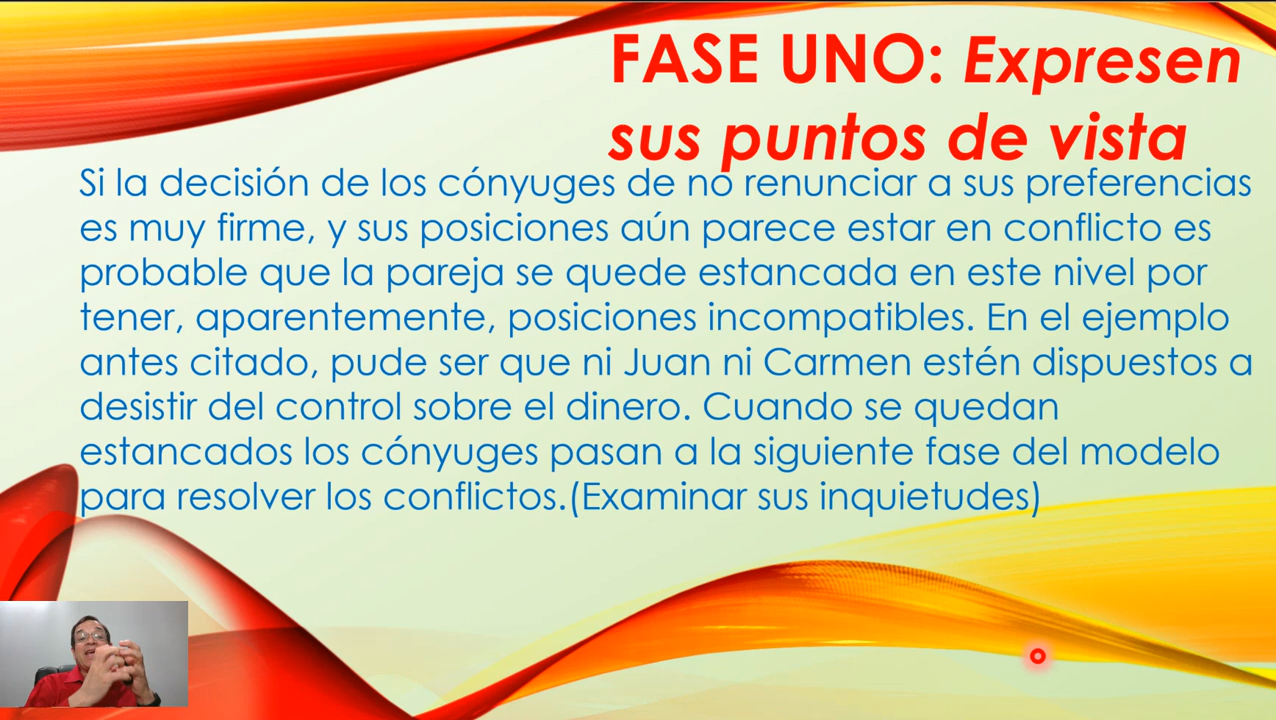 FASE UNO: Expresen
sus puntos de vista
Si la decisión de los cónyuges de no renunciar a sus preferencias
es muy firme, y sus posiciones aún parece estar en conflicto es
probable que la pareja se quede estancada en este nivel por
tener, aparentemente, posiciones incompatibles. En el ejemplo
antes citado, pude ser que ni Juan ni Carmen estén dispuestos a
desistir del control sobre el dinero. Cuando se quedan
estancados los cónyuges pasan a la siguiente fase del modelo
para resolver los conflictos.(Examinar sus inquietudes)